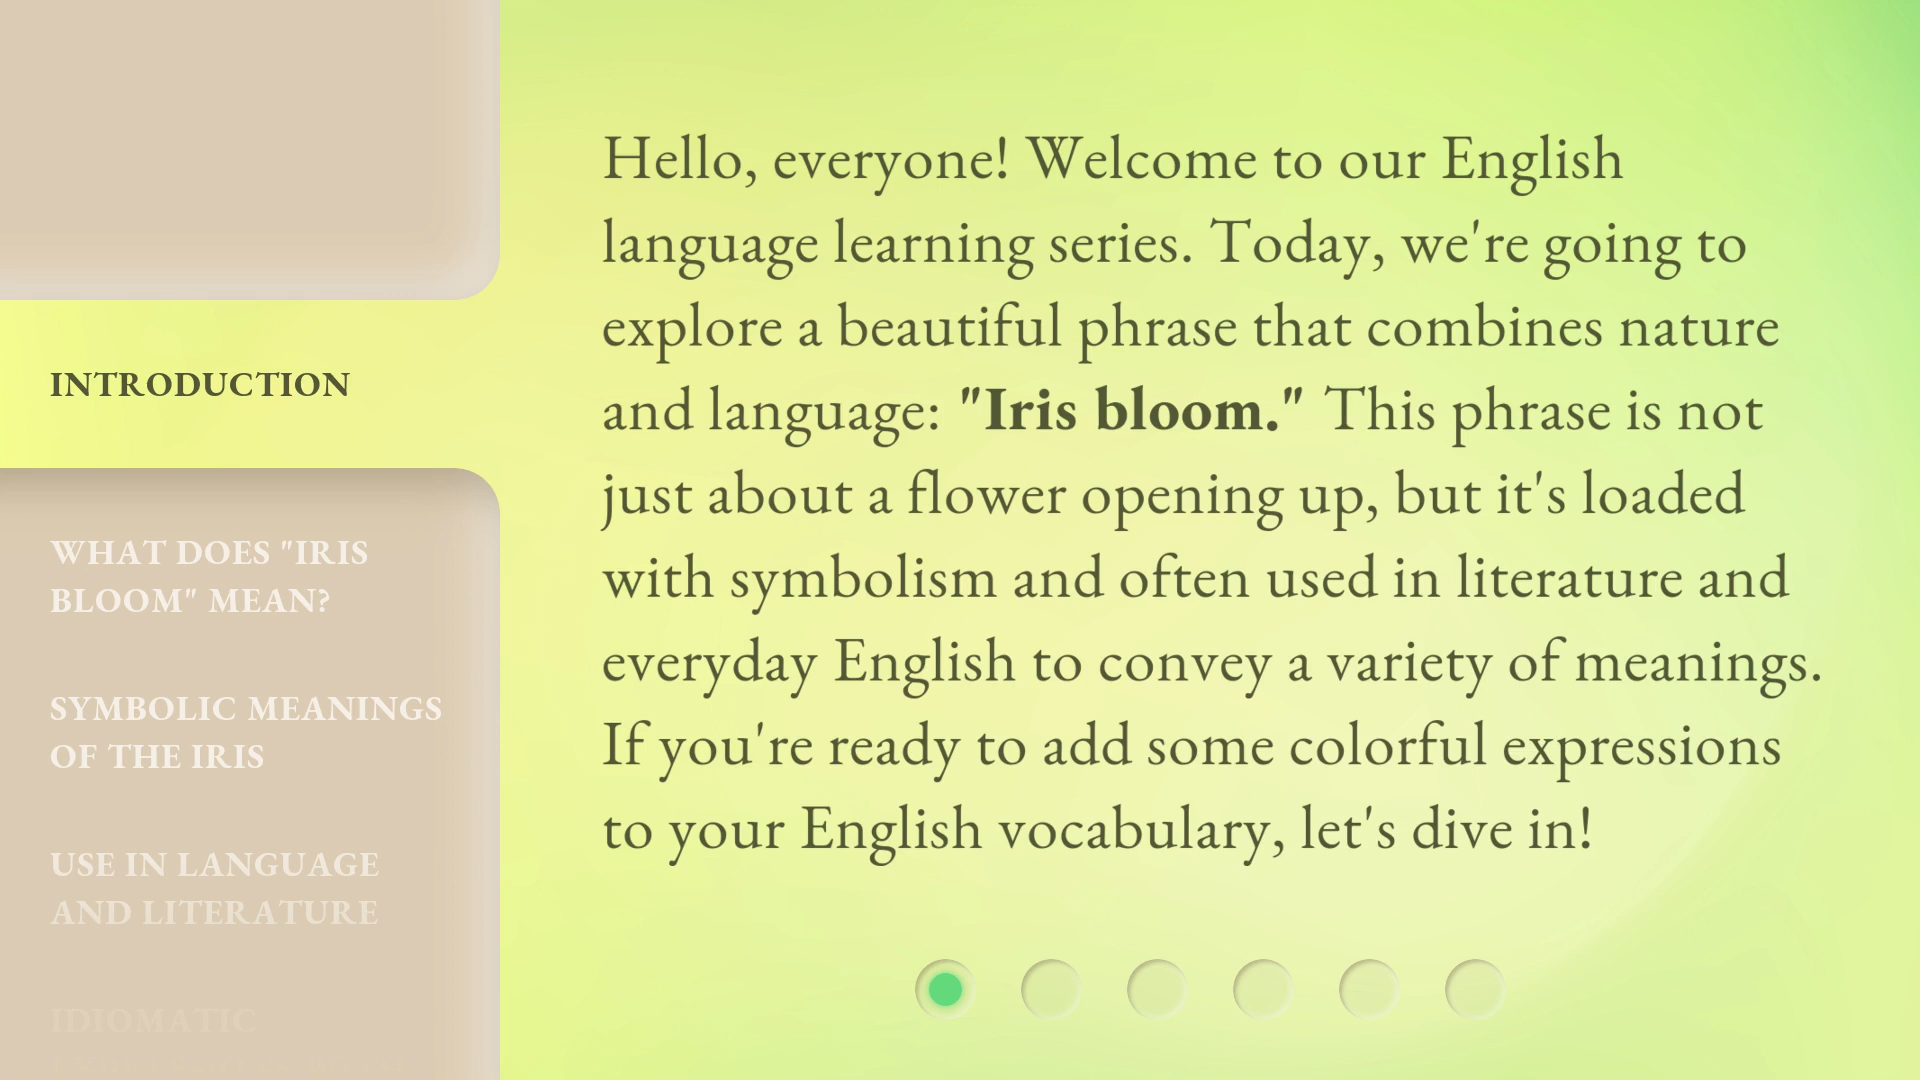 INTRODUCTION
WHAT DOES "IRIS
BLOOM" MEAN?
SYMBOLIC MEANINGS
OF THE IRIS
USE IN LANGUAGE
AND LITERATURE
IDIOMATIC
Hello, everyone! Welcome to our English
language learning series. Today, we're going to
explore a beautiful phrase that combines nature
and language: "Iris bloom." This phrase is not
just about a flower opening up, but it's loaded
with symbolism and often used in literature and
everyday English to convey a variety of meanings.
If you're ready to add some colorful expressions
to your English vocabulary, let's dive in!